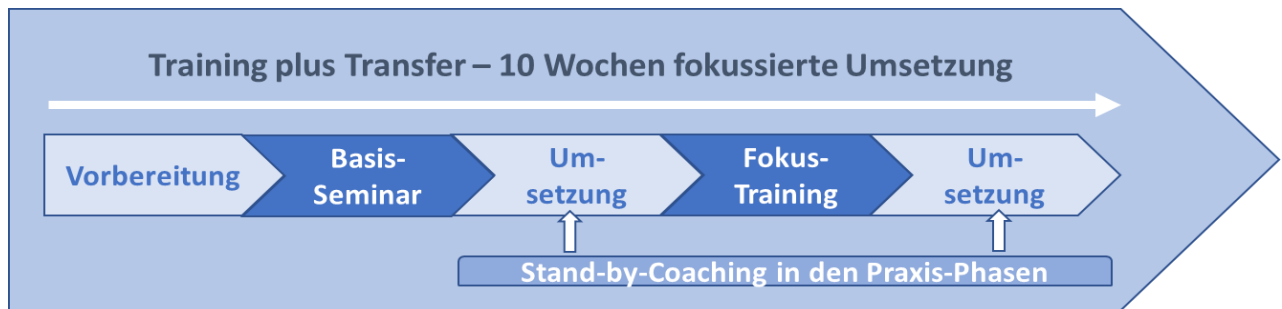 Training plus Transfer – 10 Wochen fokussierte Umsetzung
Vorbereitung
Basis-
Seminar
Um-
setzung
Fokus-
Training
Um-
setzung
Stand-by-Coaching in den Praxis-Phasen